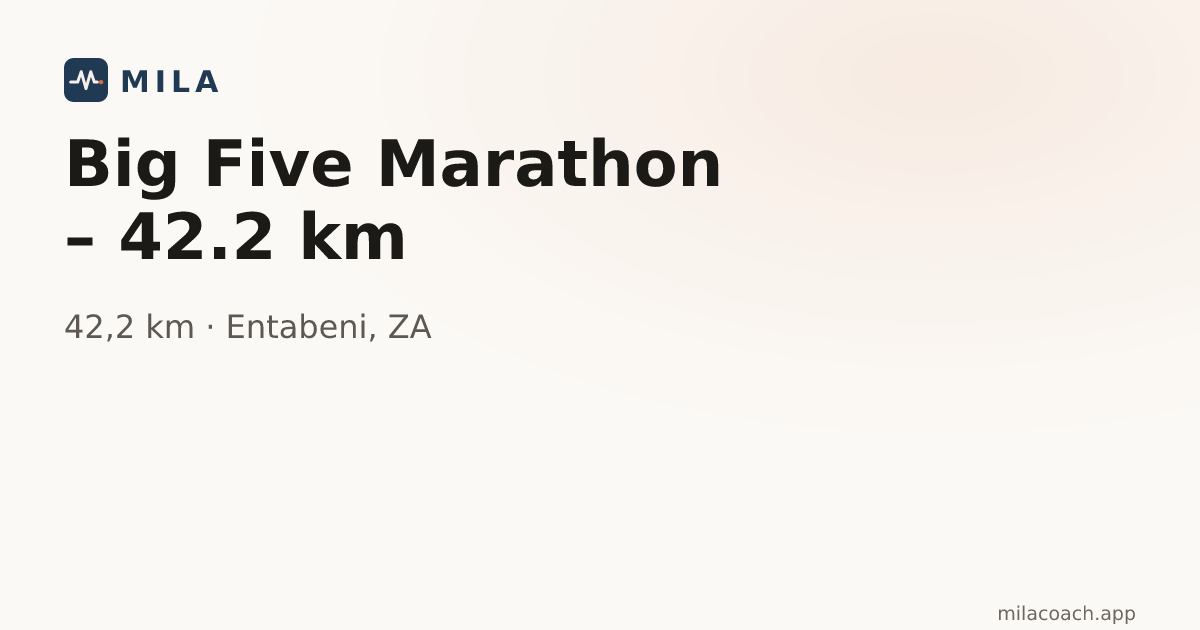 MILA
Big Five Marathon
– 42.2 km
42,2 km · Entabeni, ZA
milacoach.app